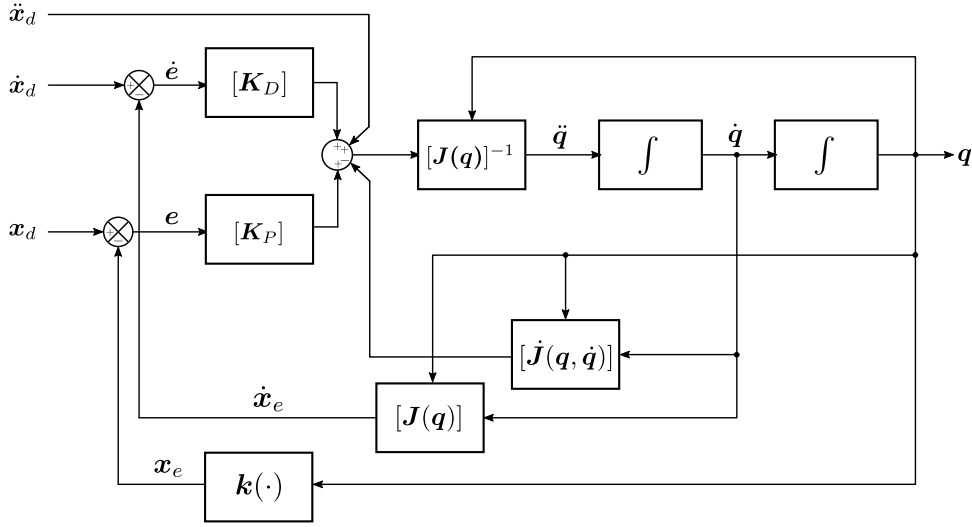 ẍ_d
ẋ_d
ė
[K_D]
+
−
+
+
+
−
[J(q)]^{-1}
q̈
∫
q̇
∫
q
x_d
e
[K_P]
+
−
[J̇(q, q̇)]
ẋ_e
[J(q)]
x_e
k(·)